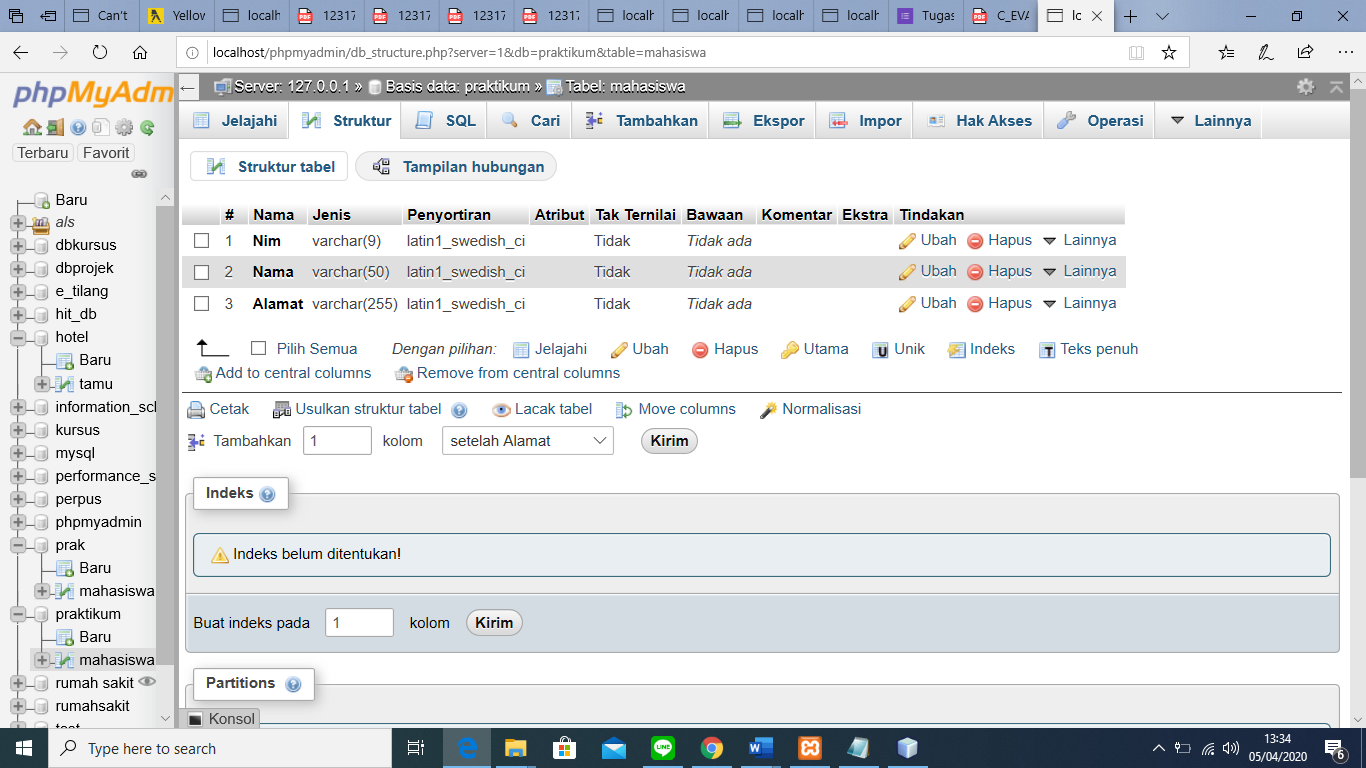 Can't
Yellov
localh
12317
12317
12317
12317
localh
localh
localh
localh
Tugas
C_EVA
lc
localhost/phpmyadmin/db_structure.php?server=1&db=praktikum&table=mahasiswa
phpMyAdm
Terbaru Favorit
Baru
als
dbkursus
dbprojek
e_tilang
hit_db
hotel
Baru
tamu
information_scl
kursus
mysql
performance_s
perpus
phpmyadmin
prak
Baru
mahasiswa
praktikum
Baru
mahasiswa
rumah sakit
rumahsakit
Server: 127.0.0.1 » Basis data: praktikum » Tabel: mahasiswa
Jelajahi Struktur SQL Cari Tambahkan Ekspor Impor Hak Akses Operasi Lainnya
Struktur tabel Tampilan hubungan
# Nama Jenis Penyortiran Atribut Tak Ternilai Bawaan Komentar Ekstra Tindakan
1 Nim varchar(9) latin1_swedish_ci Tidak Tidak ada Ubah Hapus Lainnya
2 Nama varchar(50) latin1_swedish_ci Tidak Tidak ada Ubah Hapus Lainnya
3 Alamat varchar(255) latin1_swedish_ci Tidak Tidak ada Ubah Hapus Lainnya
Pilih Semua Dengan pilihan: Jelajahi Ubah Hapus Utama Unik Indeks Teks penuh
Add to central columns Remove from central columns
Cetak Usulkan struktur tabel Lacak tabel Move columns Normalisasi
Tambahkan 1 kolom setelah Alamat Kirim
Indeks
Indeks belum ditentukan!
Buat indeks pada 1 kolom Kirim
Partitions
Konsol
Type here to search
13:34
05/04/2020
6